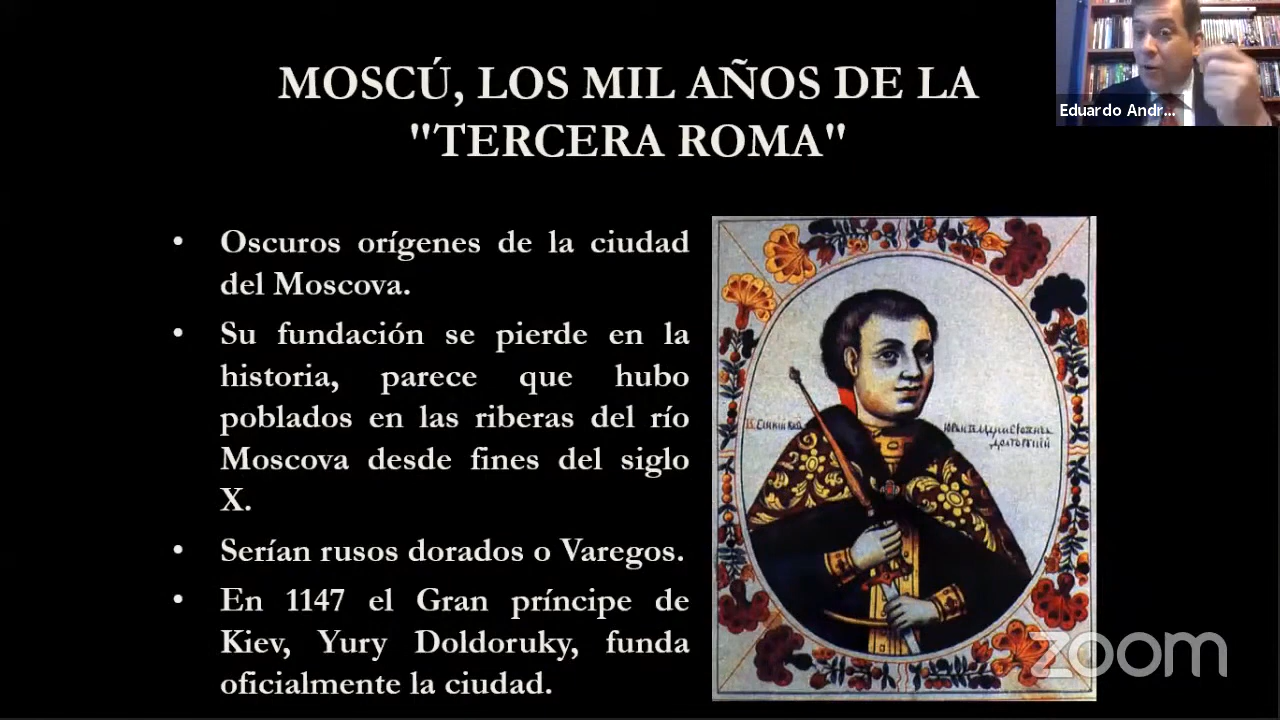 MOSCÚ, LOS MIL AÑOS DE LA
"TERCERA ROMA"
Eduardo Andr...
• Oscuros orígenes de la ciudad
del Moscova.
• Su fundación se pierde en la
historia, parece que hubo
poblados en las riberas del río
Moscova desde fines del siglo
X.
• Serían rusos dorados o Varegos.
• En 1147 el Gran príncipe de
Kiev, Yury Doldoruky, funda
oficialmente la ciudad.
zoom